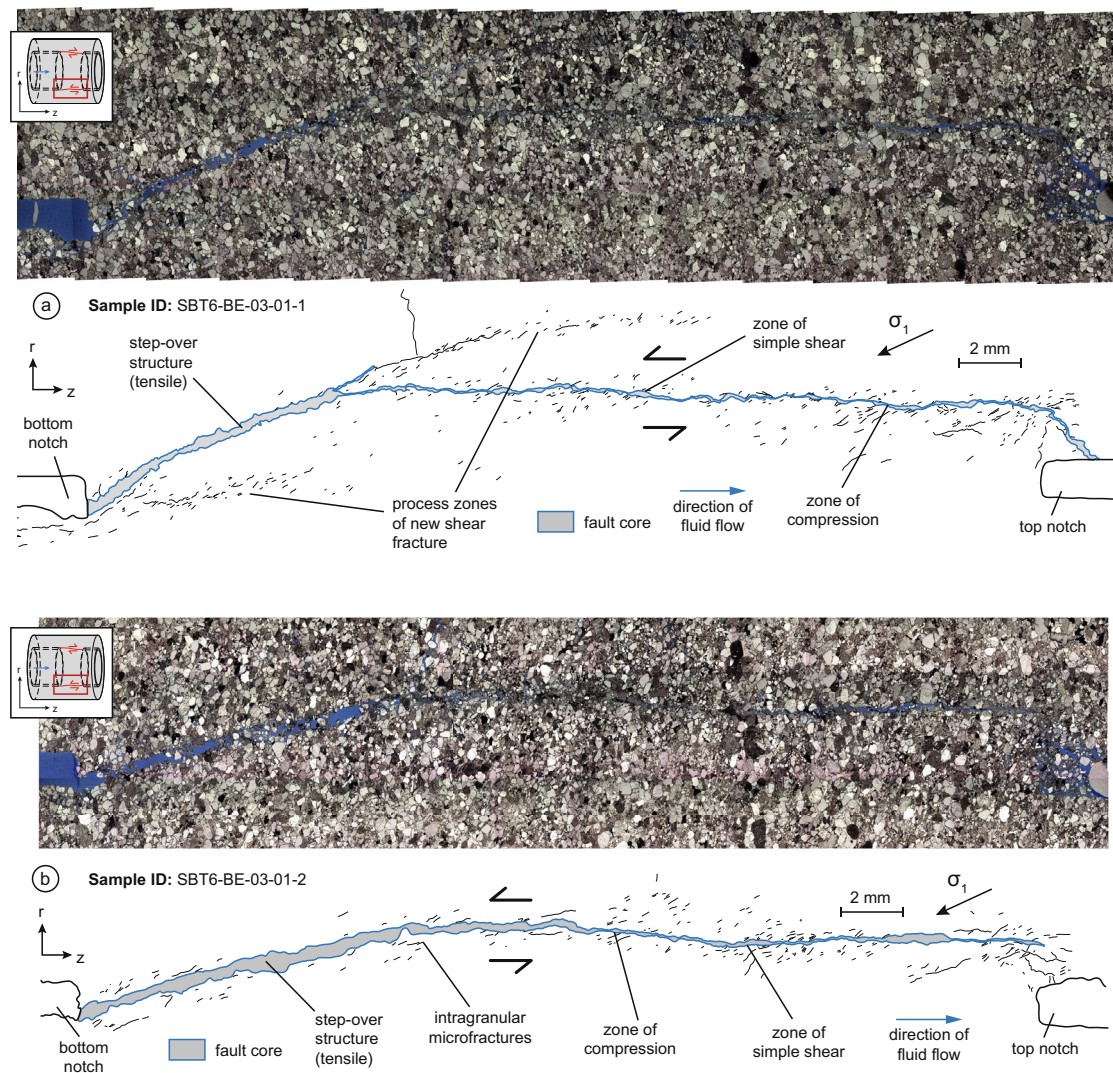 r
z
a
Sample ID: SBT6-BE-03-01-1
step-over
structure
(tensile)
zone of
simple shear
σ1
2 mm
r
z
bottom
notch
process zones
of new shear
fracture
fault core
direction of
fluid flow
zone of
compression
top notch
r
z
b
Sample ID: SBT6-BE-03-01-2
σ1
2 mm
r
z
bottom
notch
fault core
step-over
structure
(tensile)
intragranular
microfractures
zone of
compression
zone of
simple shear
direction of
fluid flow
top notch